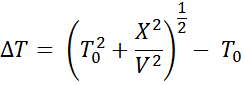 ΔT = (T₀² + X²/V²)^(1/2) − T₀